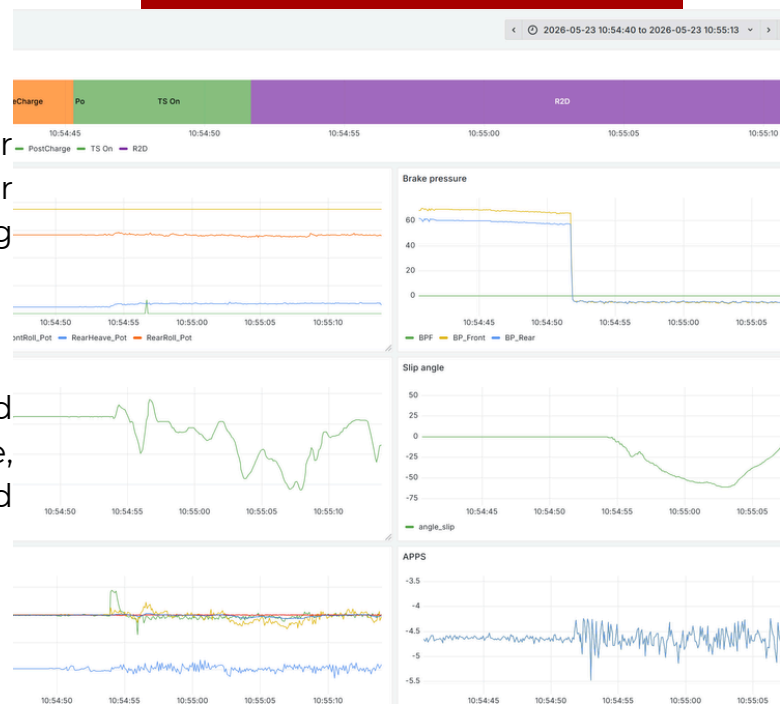 2026-05-23 10:54:40 to 2026-05-23 10:55:13
eCharge Po TS On R2D
10:54:45 10:54:50 10:54:55 10:55:00 10:55:05 10:55:10
PostCharge TS On R2D
r
r
g
Brake pressure
60
40
20
0
10:54:50 10:54:55 10:55:00 10:55:05 10:55:10
10:54:45 10:54:50 10:54:55 10:55:00 10:55:05
ontRoll_Pot RearHeave_Pot RearRoll_Pot
BPF BP_Front BP_Rear
d
e,
d
Slip angle
50
25
0
-25
-50
-75
10:54:50 10:54:55 10:55:00 10:55:05 10:55:10
10:54:45 10:54:50 10:54:55 10:55:00 10:55:05
angle_slip
APPS
-3.5
-4
-4.5
-5
-5.5
10:54:50 10:54:55 10:55:00 10:55:05 10:55:10
10:54:45 10:54:50 10:54:55 10:55:00 10:55:05